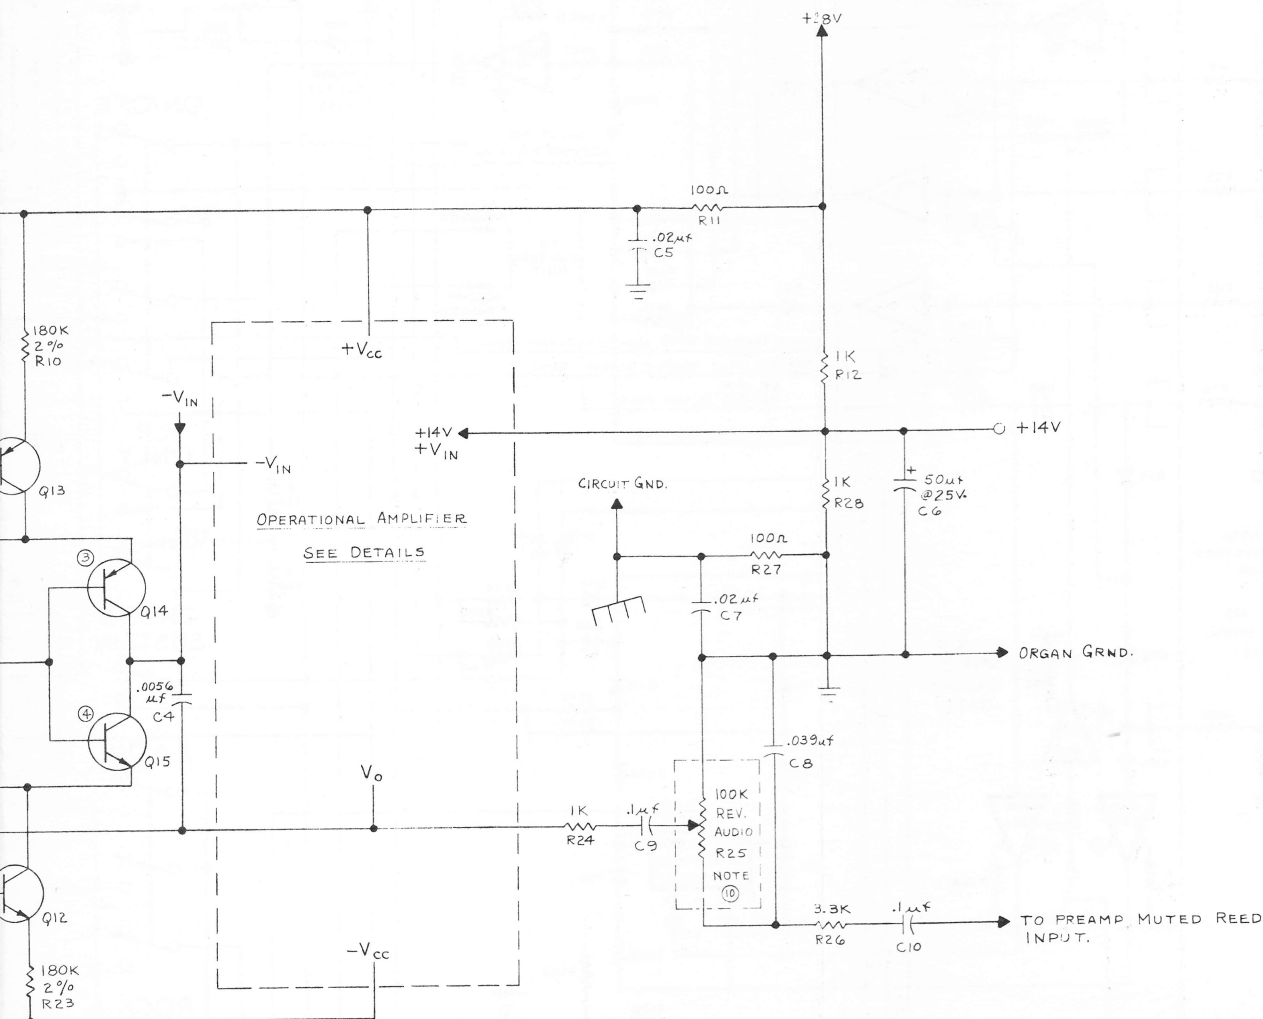 +28V
100Ω
R11
.02µf
C5
180K
2%
R10
+Vcc
1K
R12
-VIN
+14V
+VIN
+14V
-VIN
Q13
CIRCUIT GND.
1K
R28
+ 50uf
@25V.
C6
OPERATIONAL AMPLIFIER
SEE DETAILS
100Ω
R27
③
Q14
.02µf
C7
ORGAN GRND.
.0056
µf
C4
④
Q15
.039uf
C8
Vo
1K
R24
.1µf
C9
100K
REV.
AUDIO
R25
NOTE
⑩
Q12
3.3K
R26
.1µf
C10
TO PREAMP MUTED REED
INPUT.
-Vcc
180K
2%
R23